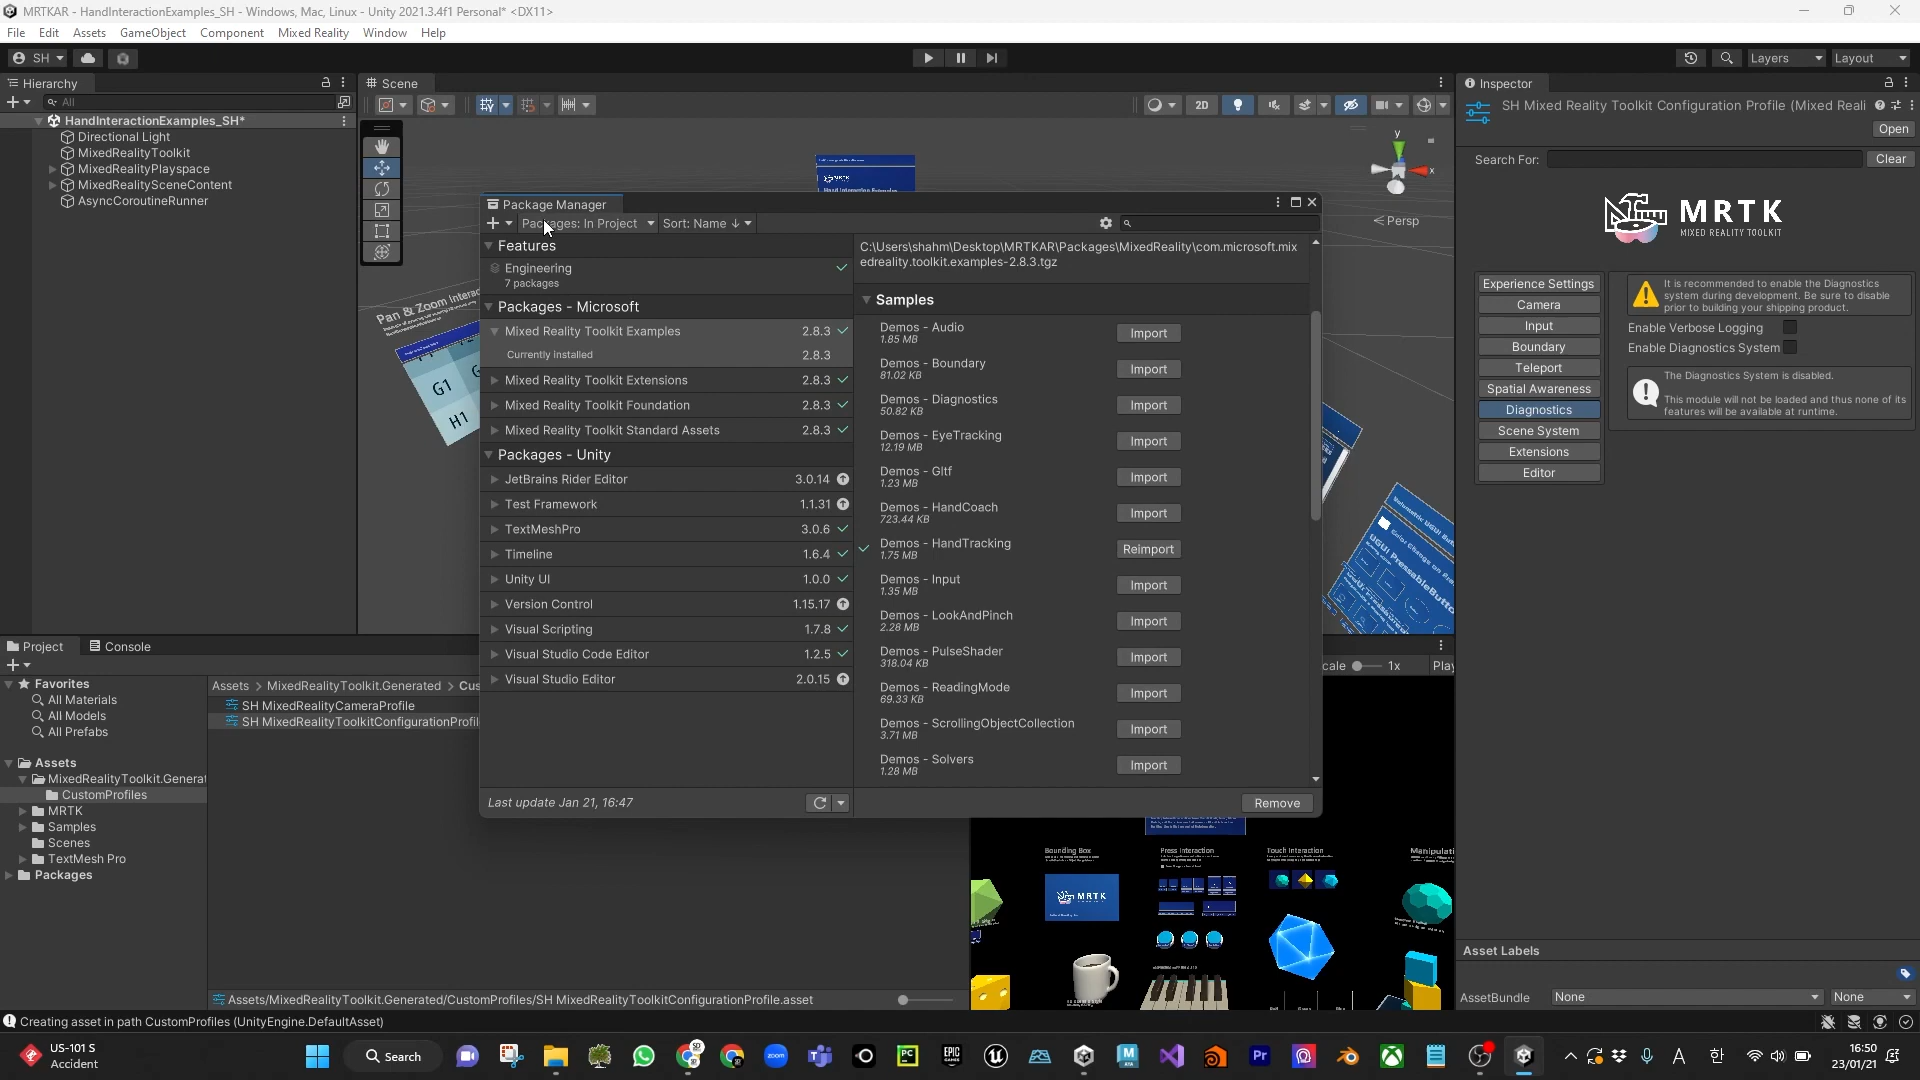 MRTKAR - HandInteractionExamples_SH - Windows, Mac, Linux - Unity 2021.3.4f1 Personal* <DX11>
File Edit Assets GameObject Component Mixed Reality Window Help
SH Layers Layout
Hierarchy
All
HandInteractionExamples_SH*
Directional Light
MixedRealityToolkit
MixedRealityPlayspace
MixedRealitySceneContent
AsyncCoroutineRunner
Scene
2D
y
x
Persp
Pan & Zoom
G1
H1
Package Manager
Packages: In Project Sort: Name ↓
Features
Engineering
7 packages
Packages - Microsoft
Mixed Reality Toolkit Examples 2.8.3
Currently installed 2.8.3
Mixed Reality Toolkit Extensions 2.8.3
Mixed Reality Toolkit Foundation 2.8.3
Mixed Reality Toolkit Standard Assets 2.8.3
Packages - Unity
JetBrains Rider Editor 3.0.14
Test Framework 1.1.31
TextMeshPro 3.0.6
Timeline 1.6.4
Unity UI 1.0.0
Version Control 1.15.17
Visual Scripting 1.7.8
Visual Studio Code Editor 1.2.5
Visual Studio Editor 2.0.15
Last update Jan 21, 16:47
C:\Users\shahm\Desktop\MRTKAR\Packages\MixedReality\com.microsoft.mix
edreality.toolkit.examples-2.8.3.tgz
Samples
Demos - Audio Import
1.85 MB
Demos - Boundary Import
81.02 KB
Demos - Diagnostics Import
50.82 KB
Demos - EyeTracking Import
12.19 MB
Demos - Gltf Import
1.23 MB
Demos - HandCoach Import
723.44 KB
Demos - HandTracking Reimport
1.75 MB
Demos - Input Import
1.35 MB
Demos - LookAndPinch Import
2.28 MB
Demos - PulseShader Import
318.04 KB
Demos - ReadingMode Import
69.33 KB
Demos - ScrollingObjectCollection Import
3.71 MB
Demos - Solvers Import
1.28 MB
Remove
Inspector
SH Mixed Reality Toolkit Configuration Profile (Mixed Reali
Open
Search For: Clear
MRTK
MIXED REALITY TOOLKIT
Experience Settings
Camera
Input
Boundary
Teleport
Spatial Awareness
Diagnostics
Scene System
Extensions
Editor
It is recommended to enable the Diagnostics
system during development. Be sure to disable
prior to building your shipping product.
Enable Verbose Logging
Enable Diagnostics System
The Diagnostics System is disabled.
This module will not be loaded and thus none of its
features will be available at runtime.
Asset Labels
AssetBundle None None
Project Console
Favorites
All Materials
All Models
All Prefabs
Assets
MixedRealityToolkit.Generat
CustomProfiles
MRTK
Samples
Scenes
TextMesh Pro
Packages
Assets > MixedRealityToolkit.Generated > Cus
SH MixedRealityCameraProfile
SH MixedRealityToolkitConfigurationProfil
Assets/MixedRealityToolkit.Generated/CustomProfiles/SH MixedRealityToolkitConfigurationProfile.asset
cale 1x Play
Bounding Box
Press Interaction
Touch Interaction
Manipulati
MRTK
Creating asset in path CustomProfiles (UnityEngine.DefaultAsset)
US-101 S
Accident
Search
zoom
PC
EPIC
GAMES
M
Pr
A
한
16:50
23/01/21